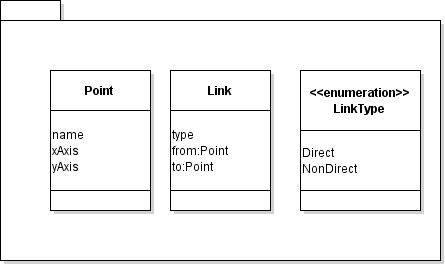 Point
name
xAxis
yAxis
Link
type
from:Point
to:Point
<<enumeration>>
LinkType
Direct
NonDirect